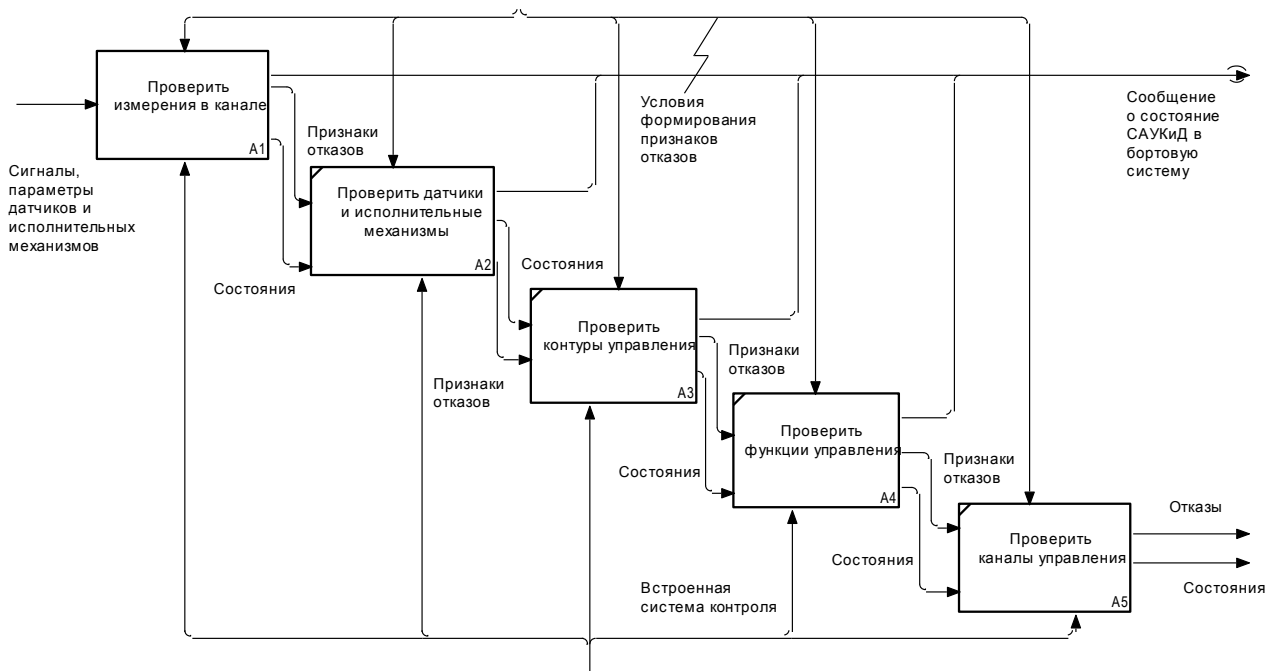 Проверить
измерения в канале
A1
Сигналы,
параметры
датчиков и
исполнительных
механизмов
Признаки
отказов
Состояния
Проверить датчики
и исполнительные
механизмы
A2
Условия
формирования
признаков
отказов
Сообщение
о состояние
САУКиД в
бортовую
систему
Состояния
Признаки
отказов
Проверить
контуры управления
A3
Признаки
отказов
Состояния
Проверить
функции управления
A4
Признаки
отказов
Состояния
Проверить
каналы управления
A5
Отказы
Состояния
Встроенная
система контроля